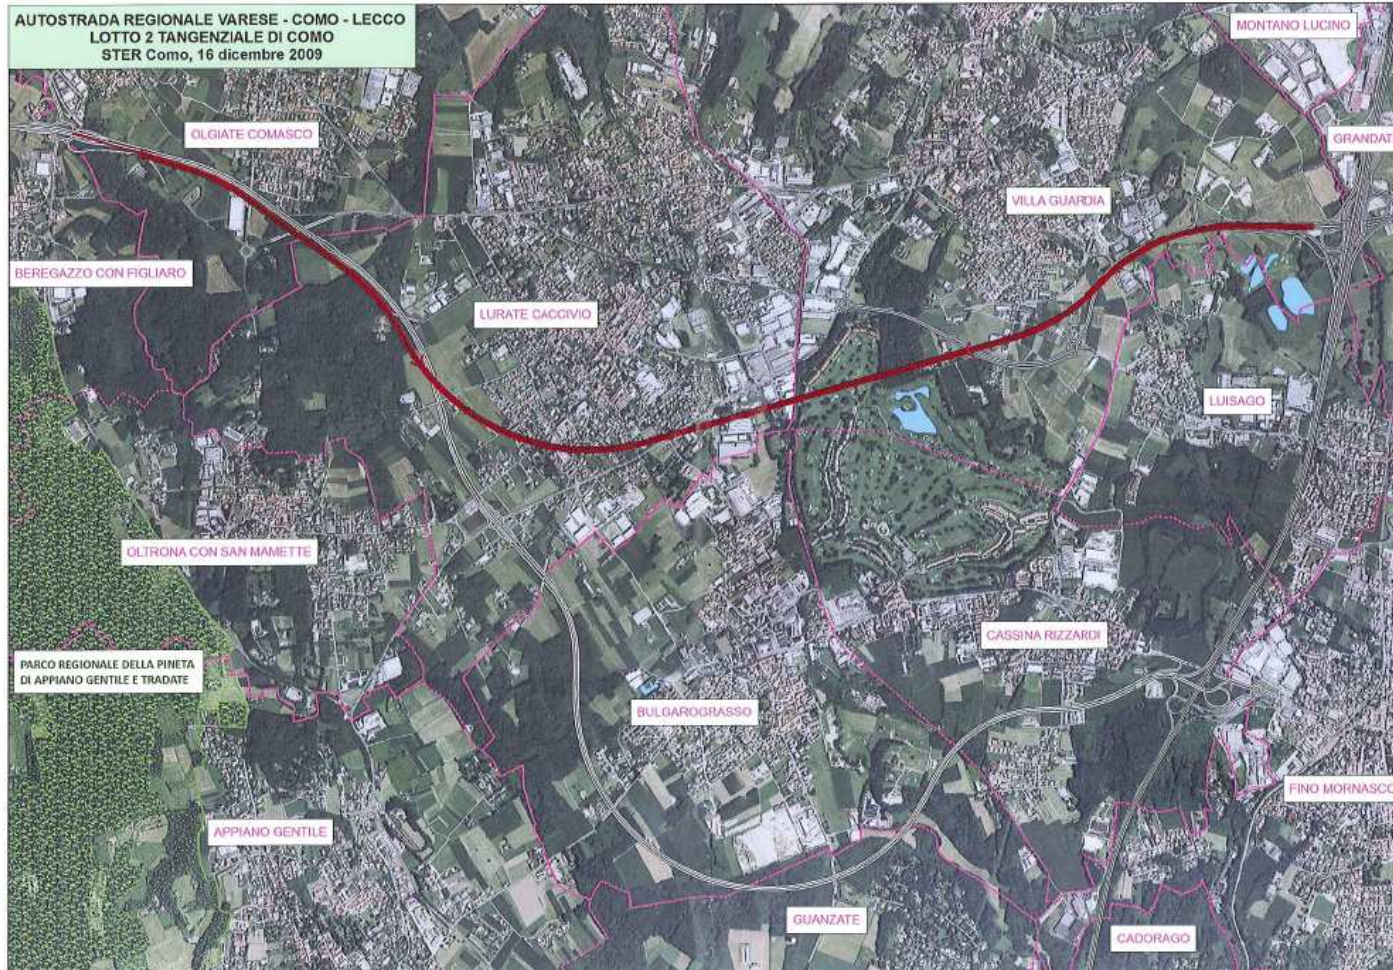 AUTOSTRADA REGIONALE VARESE - COMO - LECCO
LOTTO 2 TANGENZIALE DI COMO
STER Como, 16 dicembre 2009
MONTANO LUCINO
OLGIATE COMASCO
GRANDAT
VILLA GUARDIA
BEREGAZZO CON FIGLIARO
LURATE CACCIVIO
LUISAGO
OLTRONA CON SAN MAMETTE
CASSINA RIZZARDI
PARCO REGIONALE DELLA PINETA
DI APPIANO GENTILE E TRADATE
BULGAROGRASSO
FINO MORNASCO
APPIANO GENTILE
GUANZATE
CADORAGO